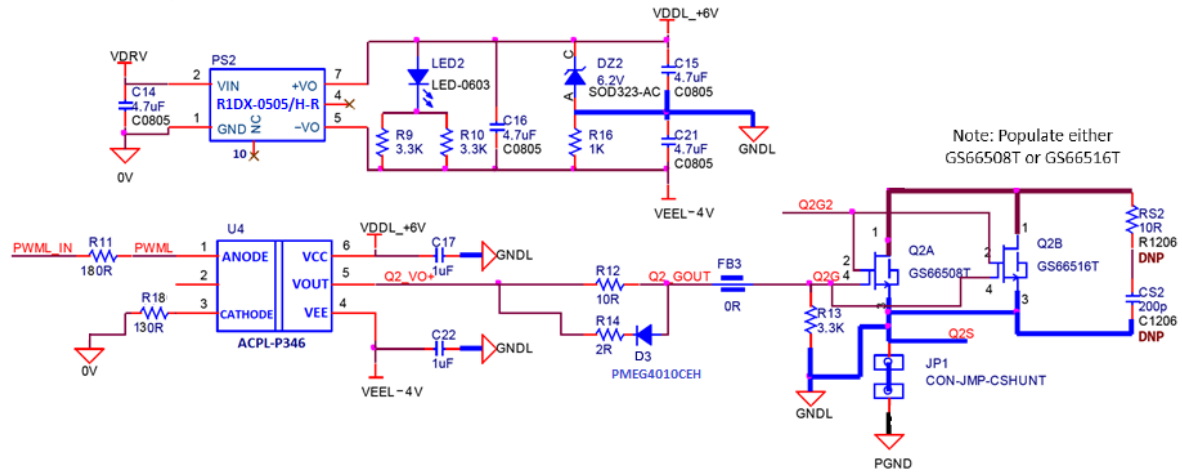 VDDL_+6V
VDRV
PS2
2
VIN
+VO
7
R1DX-0505/H-R
4
1
GND
NC
−VO
5
10
C14
4.7uF
C0805
0V
LED2
LED-0603
R9
3.3K
R10
3.3K
C16
4.7uF
C0805
C
DZ2
6.2V
SOD323-AC
A
R16
1K
C15
4.7uF
C0805
C21
4.7uF
C0805
GNDL
VEEL-4V
Note: Populate either
GS66508T or GS66516T
PWML_IN
R11
180R
PWML
R18
130R
0V
U4
1
ANODE
VCC
6
2
VOUT
5
3
CATHODE
VEE
4
ACPL-P346
VDDL_+6V
C17
1uF
GNDL
Q2_VO+
C22
1uF
GNDL
VEEL-4V
R12
10R
R14
2R
D3
PMEG4010CEH
Q2_GOUT
FB3
0R
Q2G2
Q2G
R13
3.3K
GNDL
1
2
4
3
Q2A
GS66508T
1
2
4
3
Q2B
GS66516T
Q2S
JP1
CON-JMP-CSHUNT
PGND
RS2
10R
R1206
DNP
CS2
200p
C1206
DNP